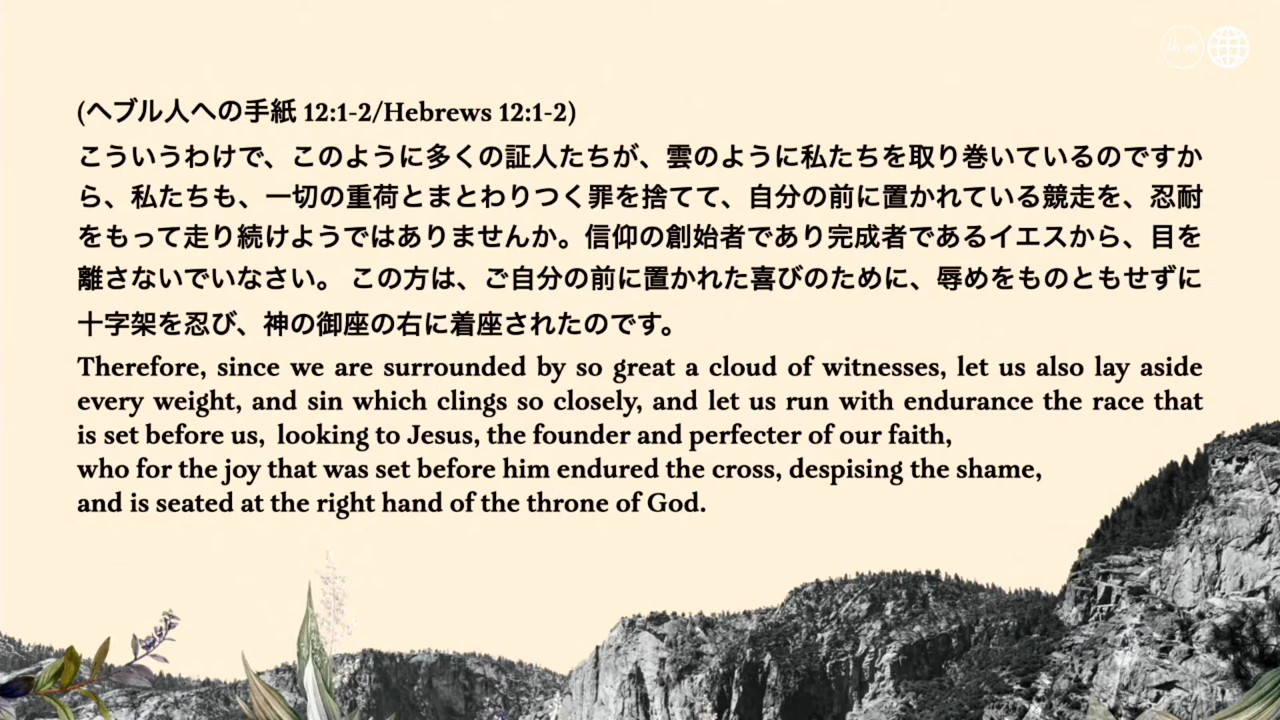 (ヘブル人への手紙 12:1-2/Hebrews 12:1-2)
こういうわけで、このように多くの証人たちが、雲のように私たちを取り巻いているのですか
ら、私たちも、一切の重荷とまとわりつく罪を捨てて、自分の前に置かれている競走を、忍耐
をもって走り続けようではありませんか。信仰の創始者であり完成者であるイエスから、目を
離さないでいなさい。 この方は、ご自分の前に置かれた喜びのために、辱めをものともせずに
十字架を忍び、神の御座の右に着座されたのです。
Therefore, since we are surrounded by so great a cloud of witnesses, let us also lay aside
every weight, and sin which clings so closely, and let us run with endurance the race that
is set before us,  looking to Jesus, the founder and perfecter of our faith,
who for the joy that was set before him endured the cross, despising the shame,
and is seated at the right hand of the throne of God.